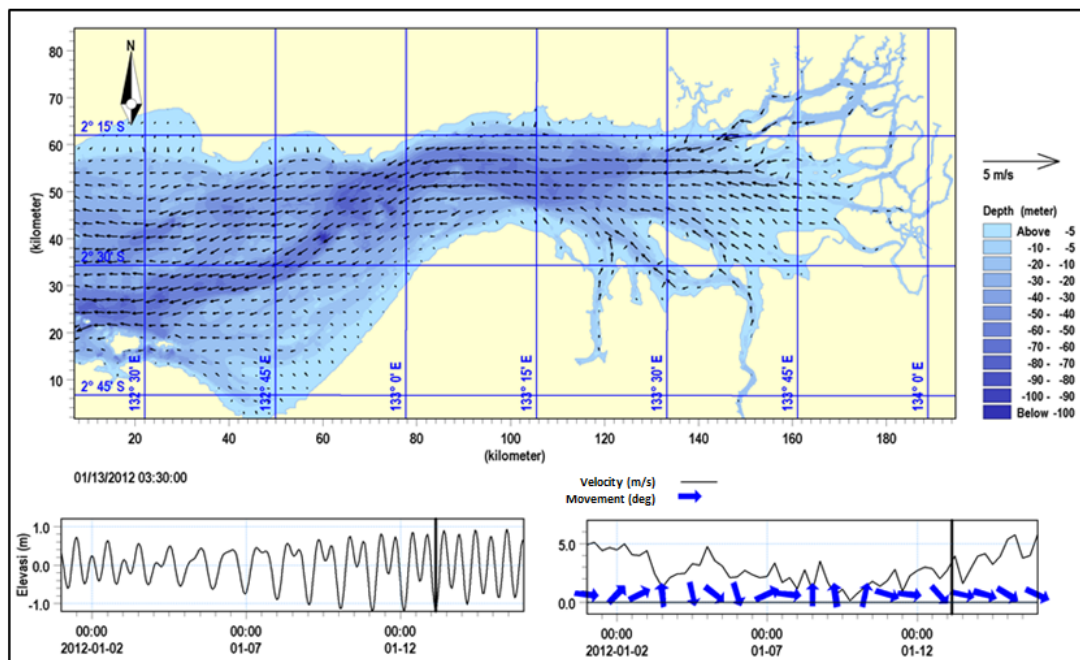 N
80
70
60
50
40
30
20
10
(kilometer)
2° 15' S
2° 30' S
2° 45' S
132° 30' E
132° 45' E
133° 0' E
133° 15' E
133° 30' E
133° 45' E
134° 0' E
20 40 60 80 100 120 140 160 180
(kilometer)
5 m/s
Depth (meter)
Above -5
-10 - -5
-20 - -10
-30 - -20
-40 - -30
-50 - -40
-60 - -50
-70 - -60
-80 - -70
-90 - -80
-100 - -90
Below -100
01/13/2012 03:30:00
Velocity (m/s)
Movement (deg)
Elevasi (m)
1.0
0.0
-1.0
00:00 00:00 00:00
2012-01-02 01-07 01-12
5.0
0.0
00:00 00:00 00:00
2012-01-02 01-07 01-12